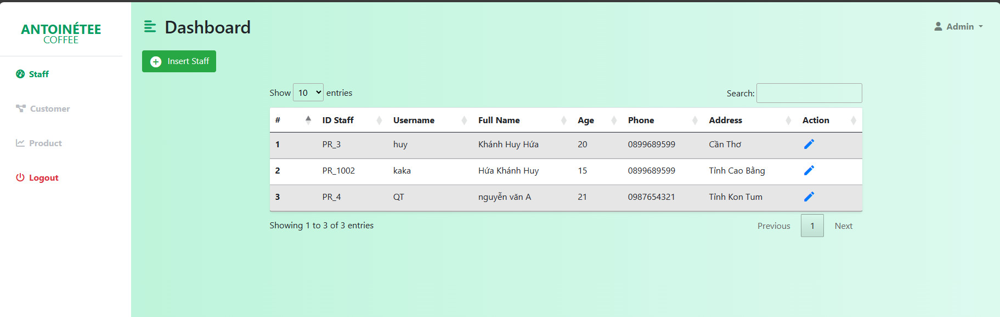 ANTOINÉTEE
COFFEE
Staff
Customer
Product
Logout
Dashboard
Admin
Insert Staff
Show 10 entries
Search:
# ID Staff Username Full Name Age Phone Address Action
1 PR_3 huy Khánh Huy Hứa 20 0899689599 Cần Thơ
2 PR_1002 kaka Hứa Khánh Huy 15 0899689599 Tỉnh Cao Bằng
3 PR_4 QT nguyễn văn A 21 0987654321 Tỉnh Kon Tum
Showing 1 to 3 of 3 entries
Previous 1 Next